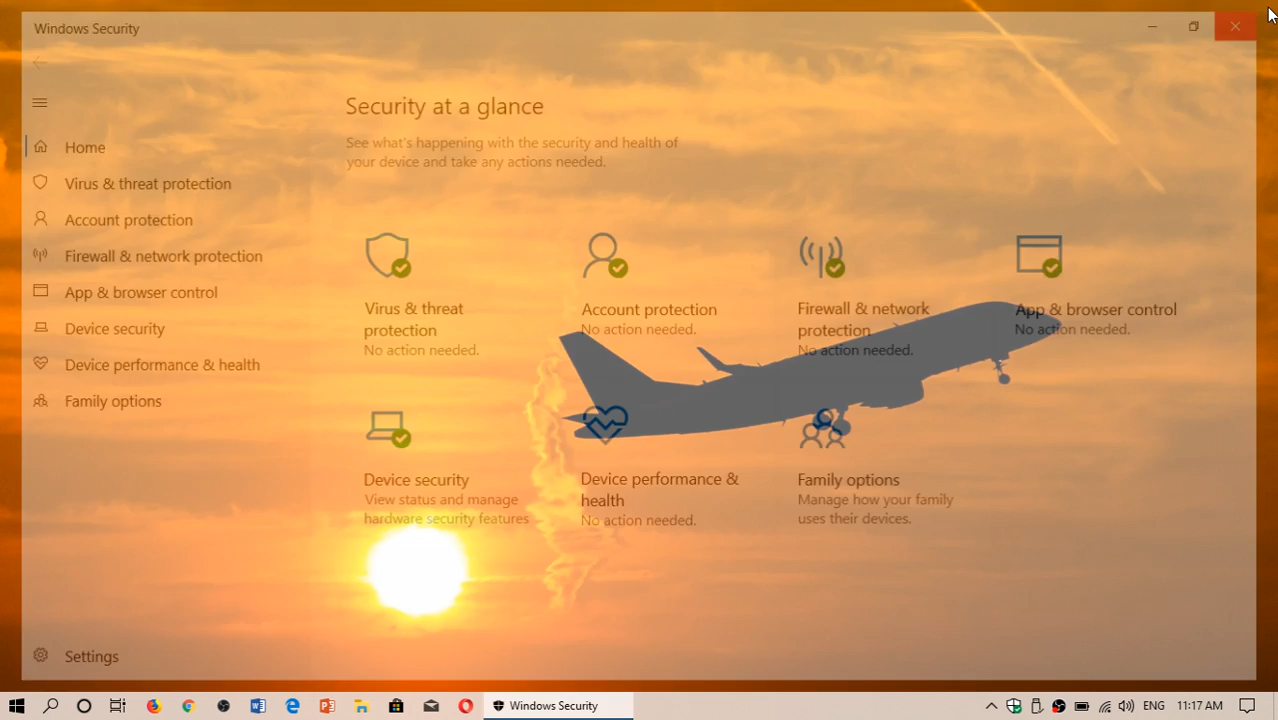 Windows Security
Security at a glance
See what's happening with the security and health of
your device and take any actions needed.
Home
Virus & threat protection
Account protection
Firewall & network protection
App & browser control
Device security
Device performance & health
Family options
Settings
Virus & threat
protection
No action needed.
Account protection
No action needed.
Firewall & network
protection
No action needed.
App & browser control
No action needed.
Device security
View status and manage
hardware security features
Device performance &
health
No action needed.
Family options
Manage how your family
uses their devices.
Windows Security
ENG
11:17 AM